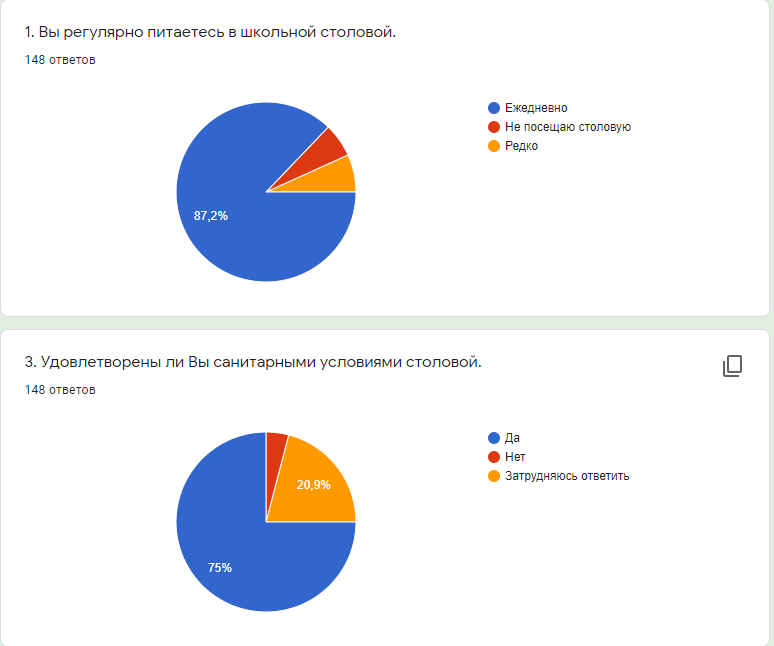 1. Вы регулярно питаетесь в школьной столовой.
148 ответов
Ежедневно
Не посещаю столовую
Редко
87,2%
3. Удовлетворены ли Вы санитарными условиями столовой.
148 ответов
Да
Нет
Затрудняюсь ответить
20,9%
75%